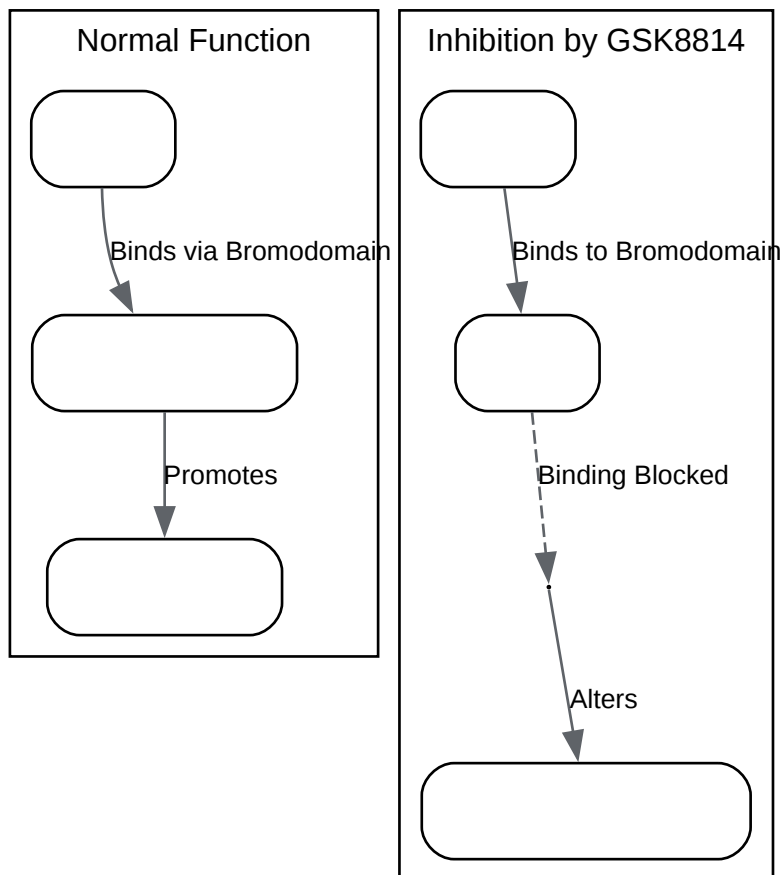 Normal Function
Binds via Bromodomain
Promotes
Inhibition by GSK8814
Binds to Bromodomain
Binding Blocked
Alters